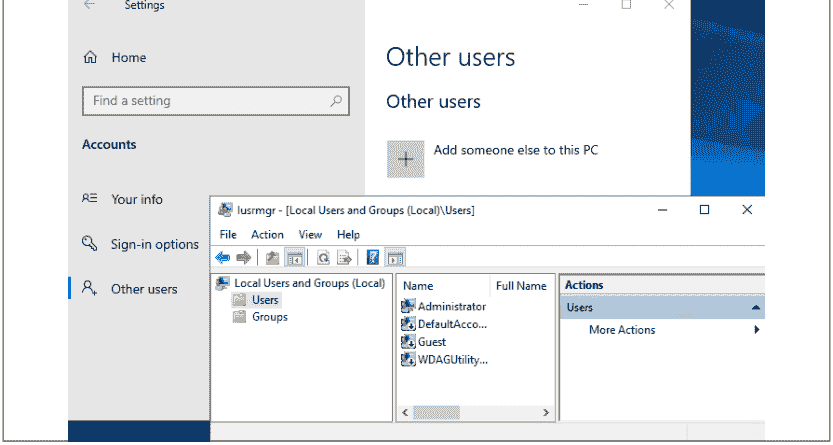 Settings
Home
Other users
Find a setting
Other users
Accounts
Add someone else to this PC
Your info
lusrmgr - [Local Users and Groups (Local)\Users]
File Action View Help
Sign-in options
Other users
Local Users and Groups (Local)
Users
Groups
Name Full Name
Administrator
DefaultAcco...
Guest
WDAGUtility...
Actions
Users
More Actions